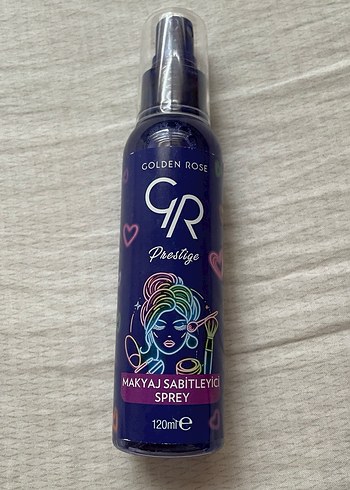 GOLDEN ROSE
GR
Prestige
MAKYAJ SABİTLEYİCİ
SPREY
120ml e